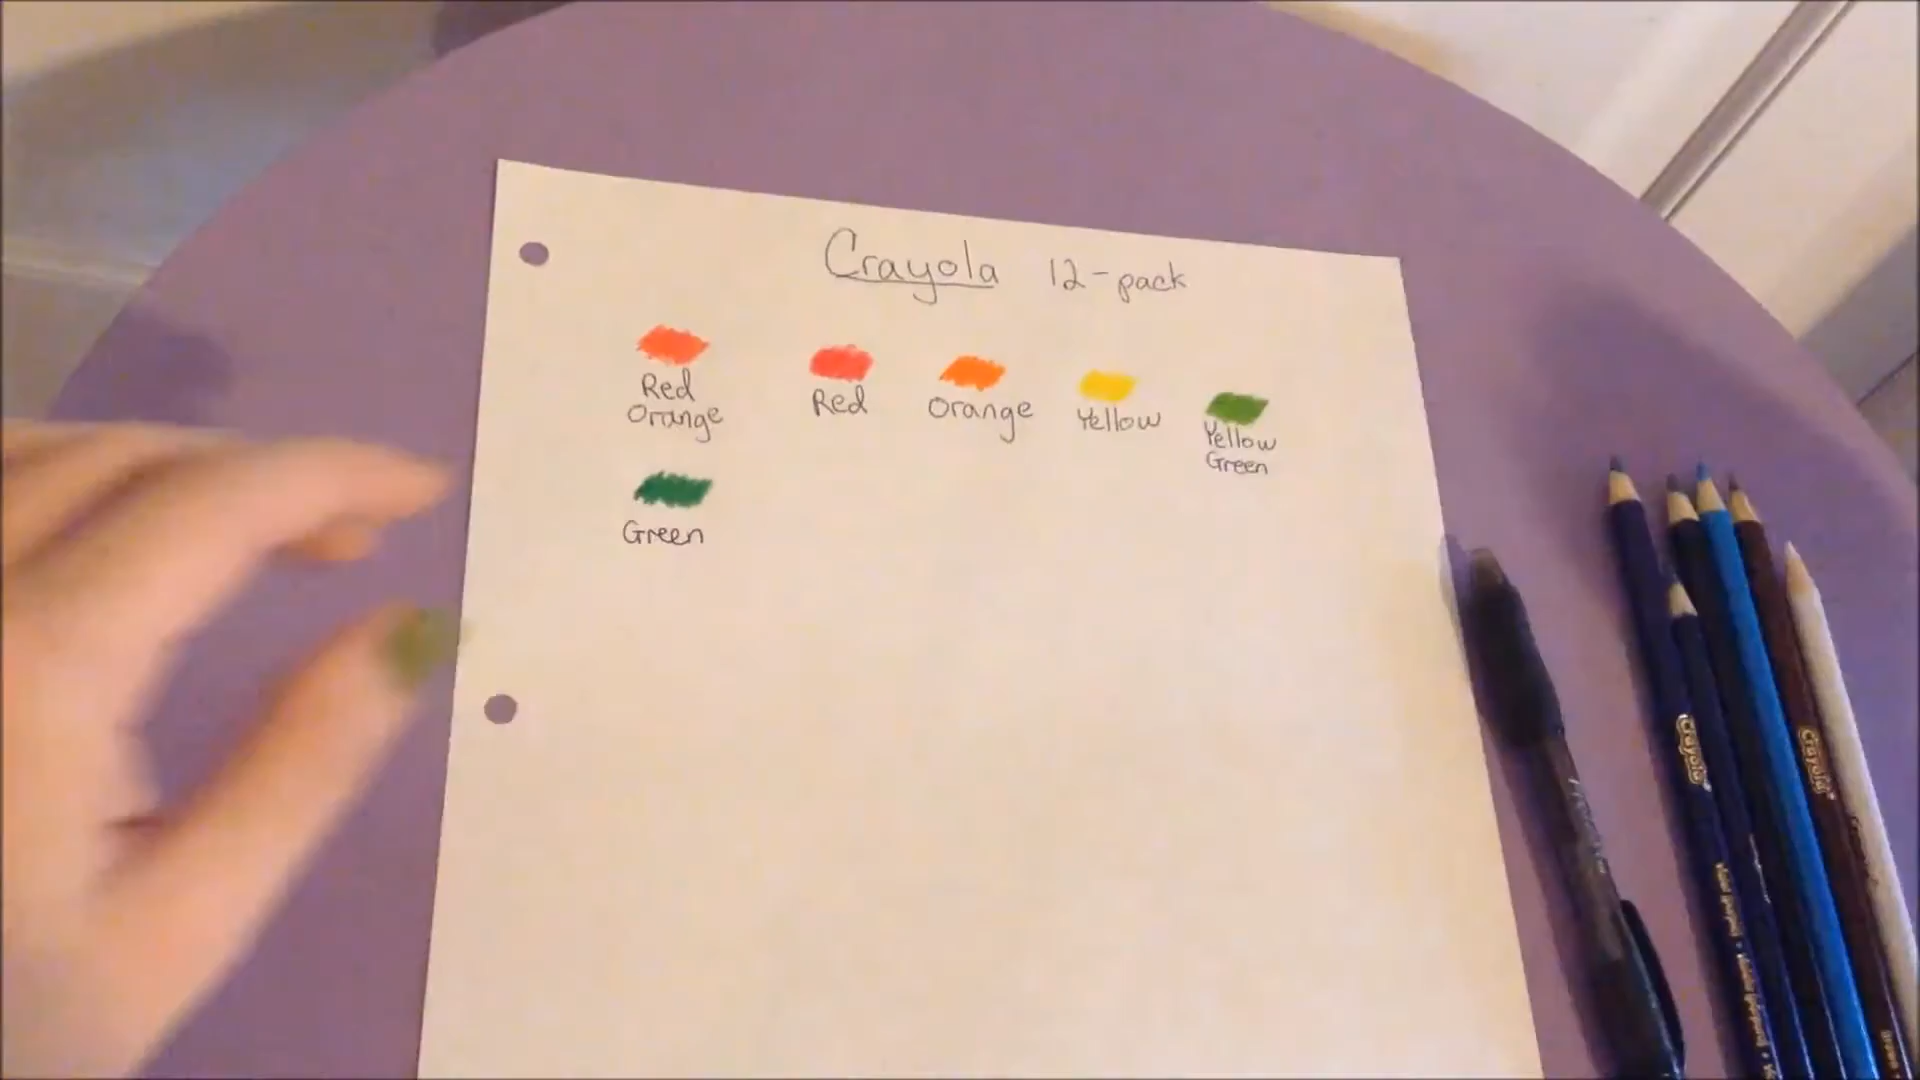 Crayola 12-pack
Red
Orange
Red
Orange
Yellow
Yellow
Green
Green
Crayola
Crayola